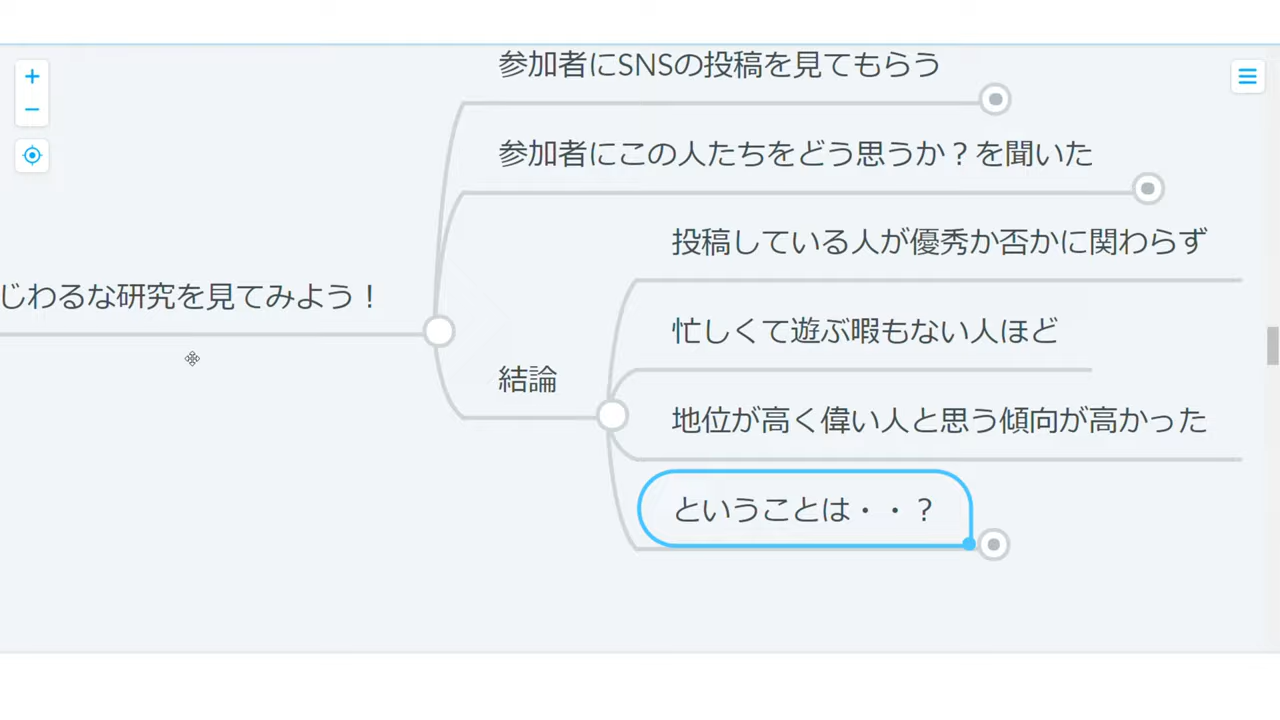 参加者にSNSの投稿を見てもらう
参加者にこの人たちをどう思うか？を聞いた
投稿している人が優秀か否かに関わらず
じわるな研究を見てみよう！
忙しくて遊ぶ暇もない人ほど
結論
地位が高く偉い人と思う傾向が高かった
ということは・・？